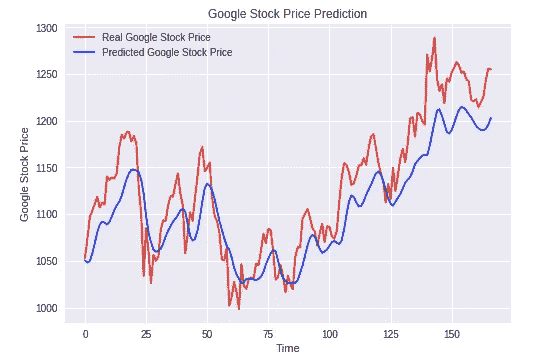 Google Stock Price Prediction
Real Google Stock Price
Predicted Google Stock Price
Google Stock Price
1300
1250
1200
1150
1100
1050
1000
0 25 50 75 100 125 150
Time